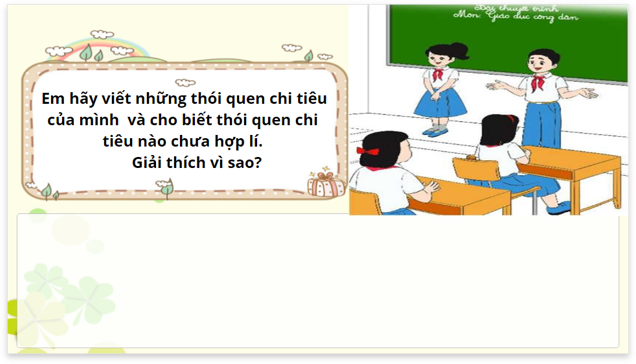 Bài thuyết trình
Môn: Giáo dục công dân
Em hãy viết những thói quen chi tiêu
của mình và cho biết thói quen chi
tiêu nào chưa hợp lí.
Giải thích vì sao?